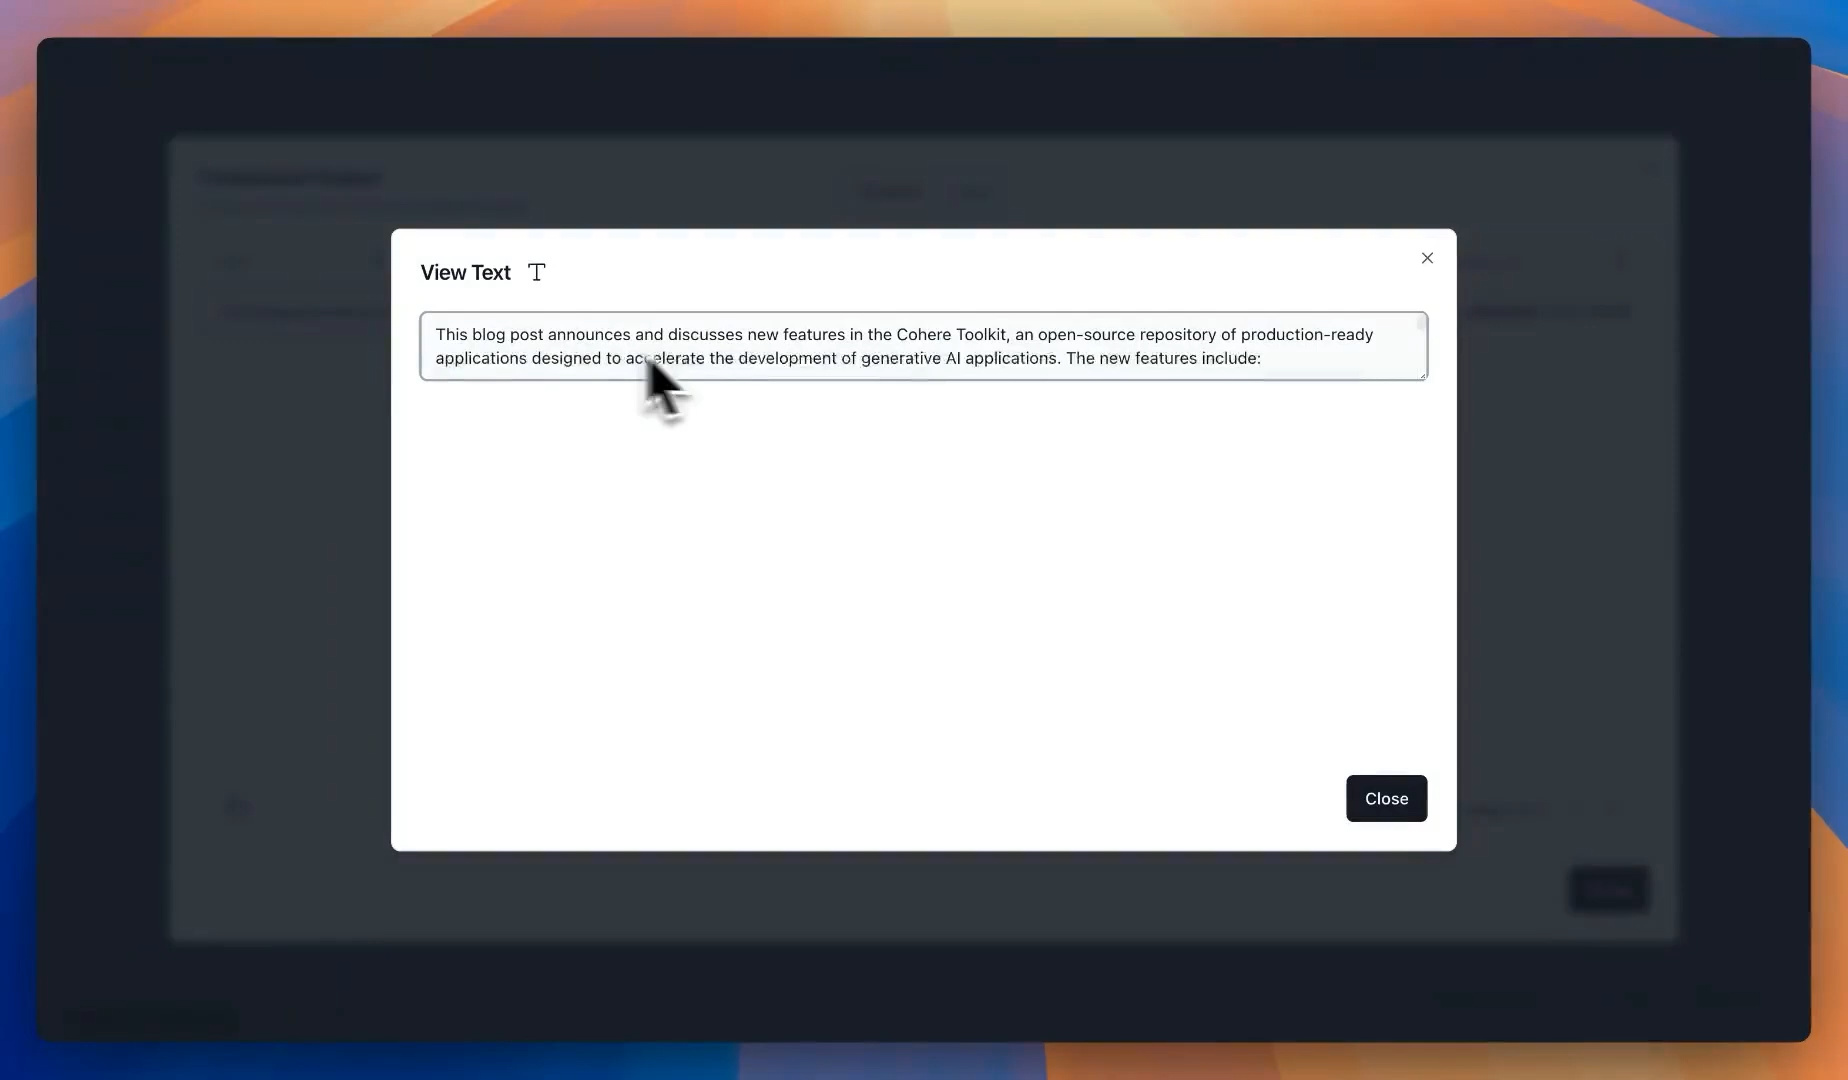 View Text
This blog post announces and discusses new features in the Cohere Toolkit, an open-source repository of production-ready
applications designed to accelerate the development of generative AI applications. The new features include:
Close